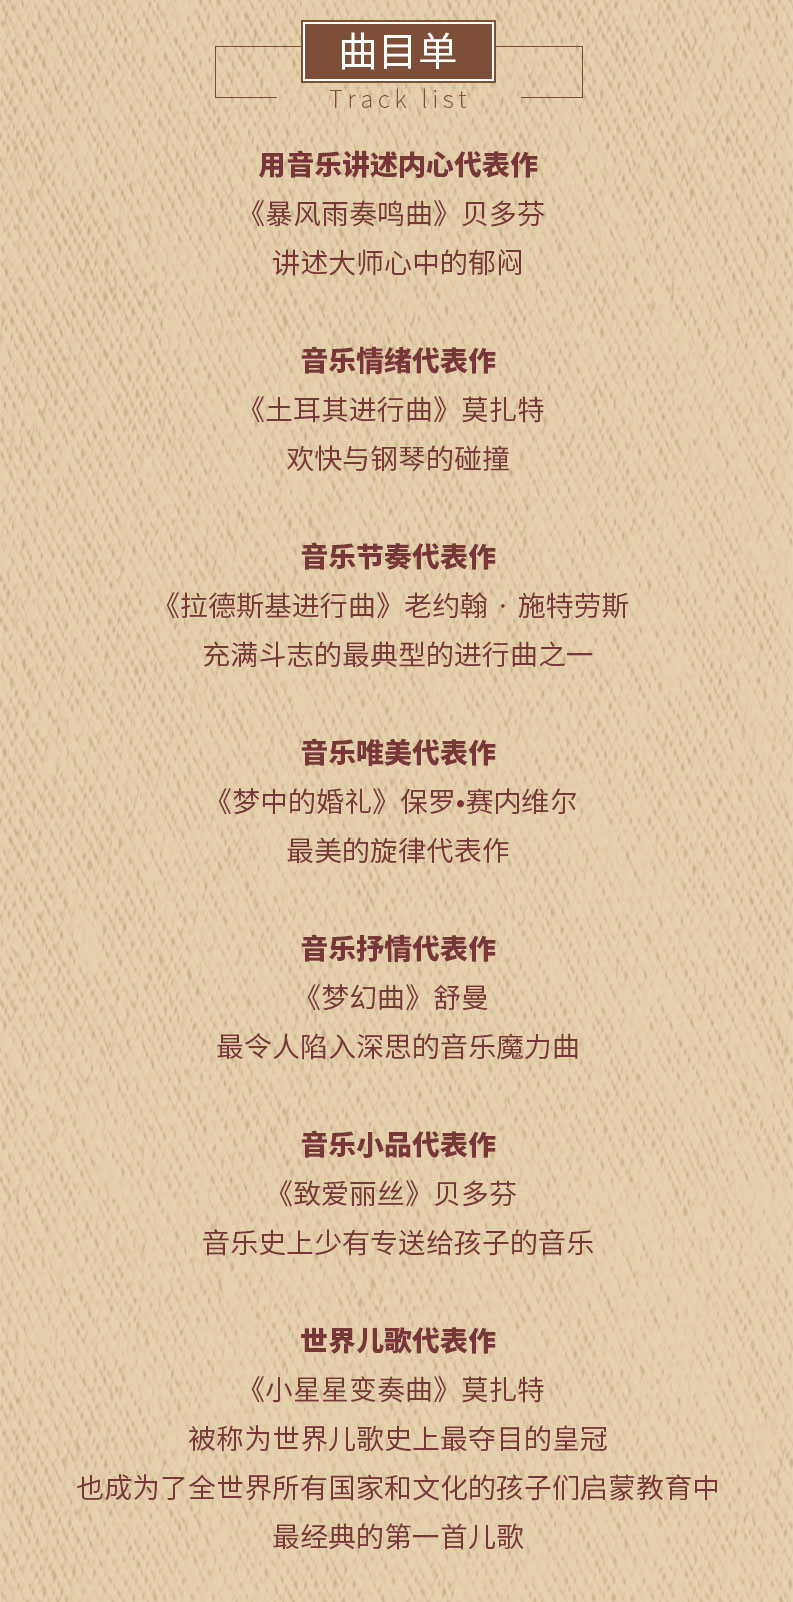 曲目单
Track list
用音乐讲述内心代表作
《暴风雨奏鸣曲》贝多芬
讲述大师心中的郁闷
音乐情绪代表作
《土耳其进行曲》莫扎特
欢快与钢琴的碰撞
音乐节奏代表作
《拉德斯基进行曲》老约翰 · 施特劳斯
充满斗志的最典型的进行曲之一
音乐唯美代表作
《梦中的婚礼》保罗•赛内维尔
最美的旋律代表作
音乐抒情代表作
《梦幻曲》舒曼
最令人陷入深思的音乐魔力曲
音乐小品代表作
《致爱丽丝》贝多芬
音乐史上少有专送给孩子的音乐
世界儿歌代表作
《小星星变奏曲》莫扎特
被称为世界儿歌史上最夺目的皇冠
也成为了全世界所有国家和文化的孩子们启蒙教育中
最经典的第一首儿歌